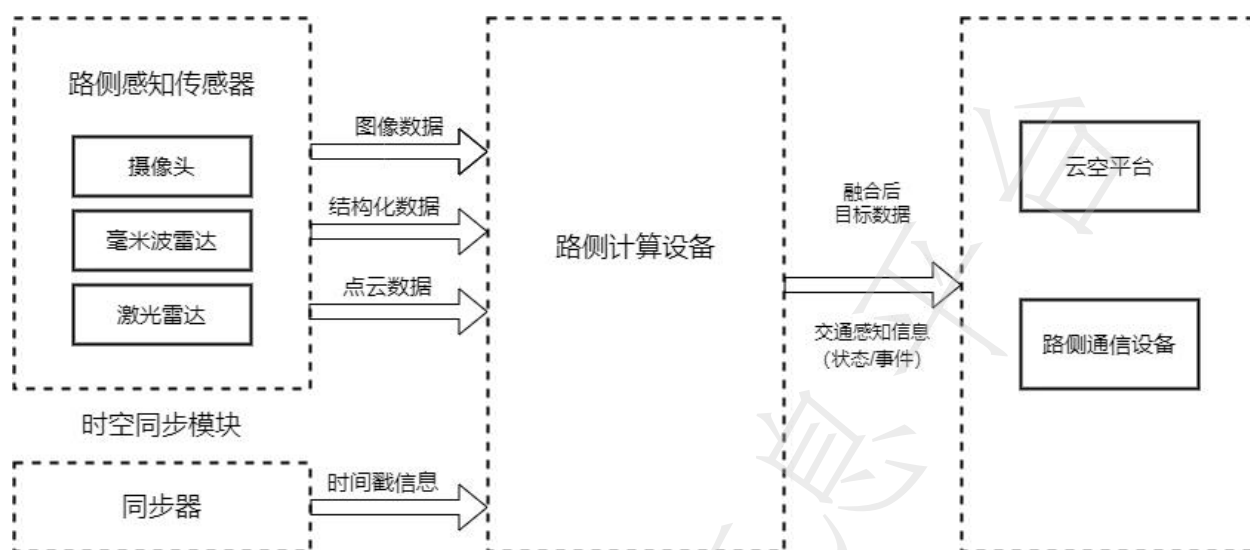 路侧感知传感器
摄像头
毫米波雷达
激光雷达
时空同步模块
同步器
图像数据
结构化数据
点云数据
时间戳信息
路侧计算设备
融合后
目标数据
交通感知信息
（状态/事件）
云空平台
路侧通信设备